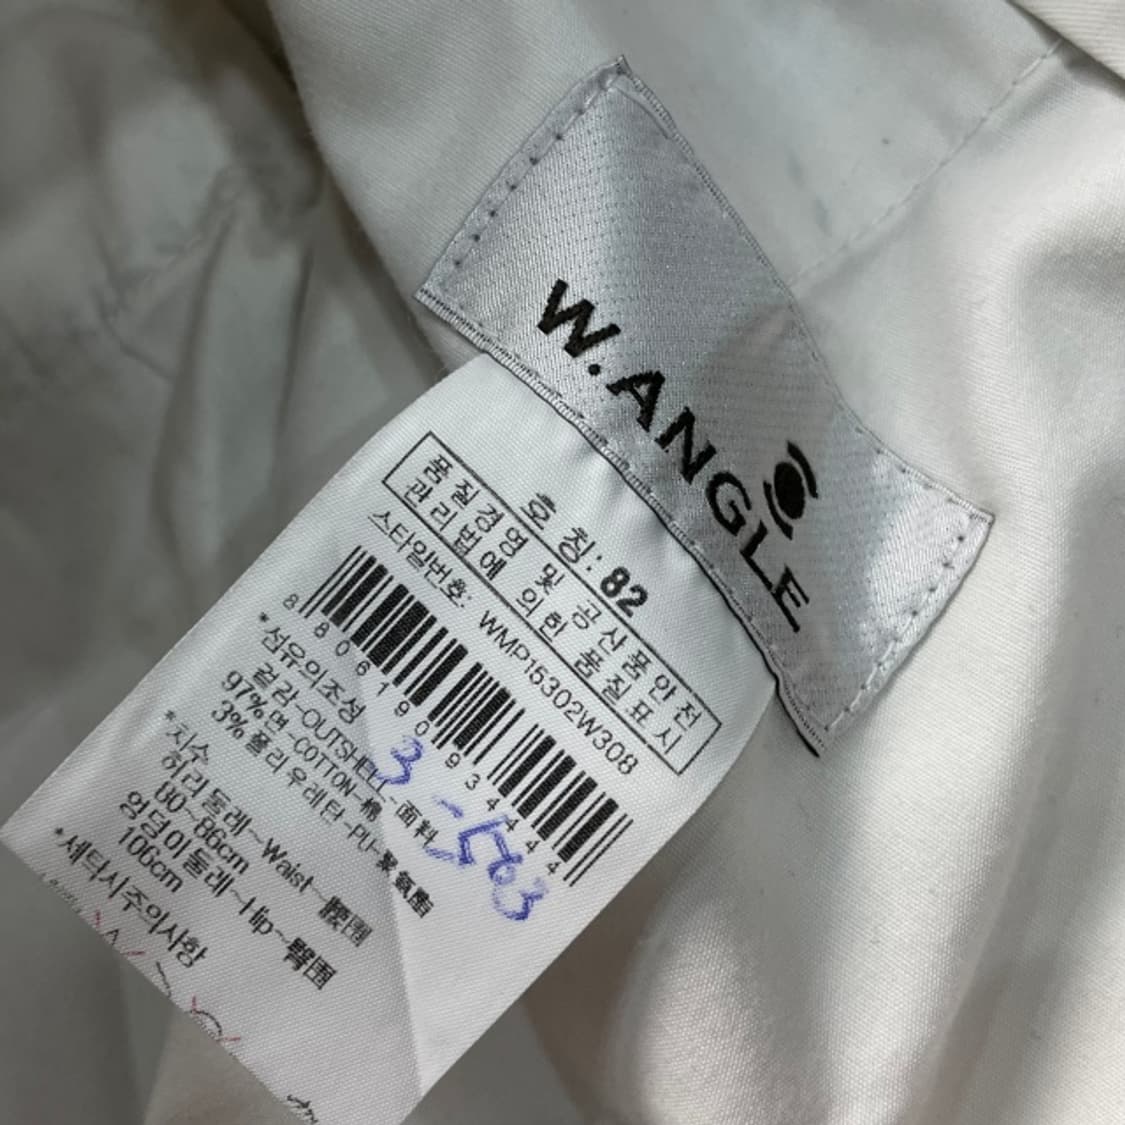 W.ANGLE
호 칭: 82
품질경영 및 공산품안전
관리법에 의한 품질표시
스타일번호: WMP15302W308
8 806190 934444
3-563
*섬유의조성
겉감-OUTSHELL-面料
97% 면-COTTON-棉
3% 폴리우레탄-PU-聚氨酯
*치수
허리둘레~Waist~腰围
80~86cm
엉덩이둘레~Hip~臀围
106cm
*세탁시주의사항